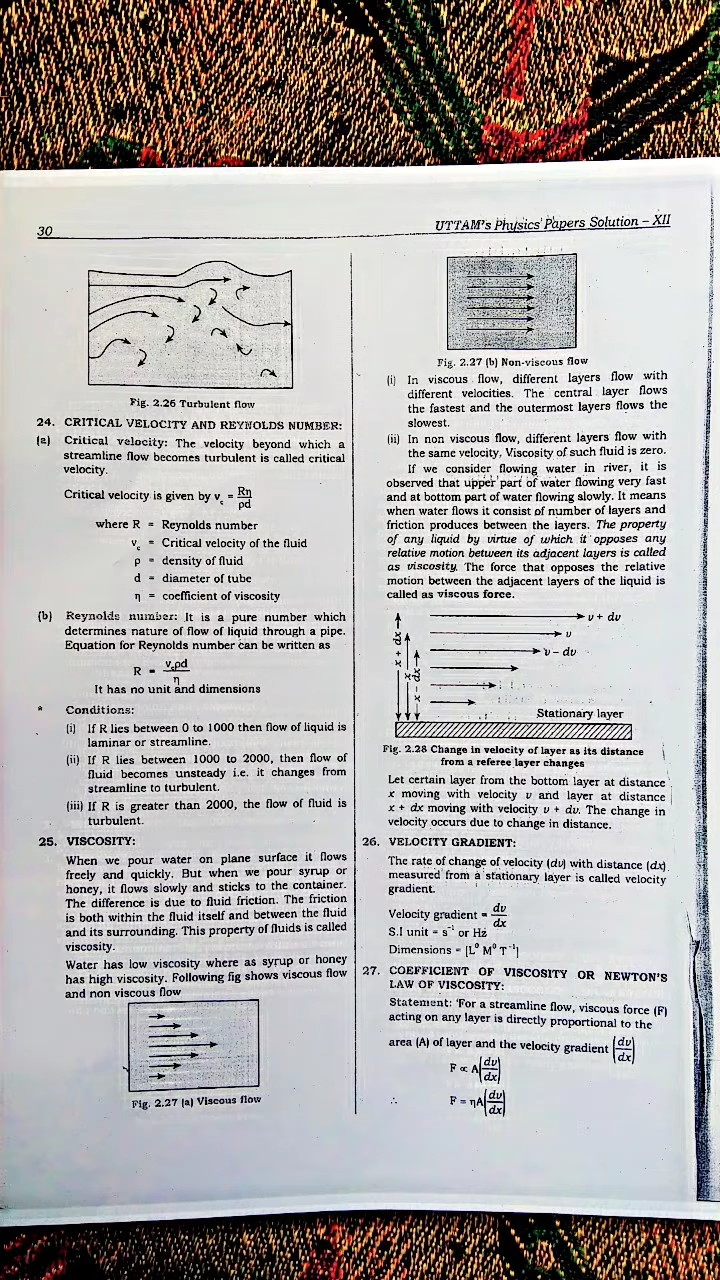 30
UTTAM's Physics Papers Solution – XII
Fig. 2.26 Turbulent flow
24. CRITICAL VELOCITY AND REYNOLDS NUMBER:
(a) Critical velocity: The velocity beyond which a
streamline flow becomes turbulent is called critical
velocity.
Critical velocity is given by v_c = Rη/ρd
where R = Reynolds number
v_c = Critical velocity of the fluid
ρ = density of fluid
d = diameter of tube
η = coefficient of viscosity
(b) Reynolds number: It is a pure number which
determines nature of flow of liquid through a pipe.
Equation for Reynolds number can be written as
R = v_cρd/η
It has no unit and dimensions
* Conditions:
(i) If R lies between 0 to 1000 then flow of liquid is
laminar or streamline.
(ii) If R lies between 1000 to 2000, then flow of
fluid becomes unsteady i.e. it changes from
streamline to turbulent.
(iii) If R is greater than 2000, the flow of fluid is
turbulent.
25. VISCOSITY:
When we pour water on plane surface it flows
freely and quickly. But when we pour syrup or
honey, it flows slowly and sticks to the container.
The difference is due to fluid friction. The friction
is both within the fluid itself and between the fluid
and its surrounding. This property of fluids is called
viscosity.
Water has low viscosity where as syrup or honey
has high viscosity. Following fig shows viscous flow
and non viscous flow
Fig. 2.27 (a) Viscous flow
Fig. 2.27 (b) Non-viscous flow
(i) In viscous flow, different layers flow with
different velocities. The central layer flows
the fastest and the outermost layers flows the
slowest.
(ii) In non viscous flow, different layers flow with
the same velocity, Viscosity of such fluid is zero.
If we consider flowing water in river, it is
observed that upper part of water flowing very fast
and at bottom part of water flowing slowly. It means
when water flows it consist of number of layers and
friction produces between the layers. The property
of any liquid by virtue of which it opposes any
relative motion between its adjacent layers is called
as viscosity. The force that opposes the relative
motion between the adjacent layers of the liquid is
called as viscous force.
υ + dυ
υ
υ – dυ
x + dx
x
x – dx
Stationary layer
Fig. 2.28 Change in velocity of layer as its distance
from a referee layer changes
Let certain layer from the bottom layer at distance
x moving with velocity υ and layer at distance
x + dx moving with velocity υ + dυ. The change in
velocity occurs due to change in distance.
26. VELOCITY GRADIENT:
The rate of change of velocity (dυ) with distance (dx)
measured from a stationary layer is called velocity
gradient.
Velocity gradient = dυ/dx
S.I unit = s⁻¹ or Hz
Dimensions = [L⁰ M⁰ T⁻¹]
27. COEFFICIENT OF VISCOSITY OR NEWTON'S
LAW OF VISCOSITY:
Statement: 'For a streamline flow, viscous force (F)
acting on any layer is directly proportional to the
area (A) of layer and the velocity gradient (dυ/dx)
F ∝ A(dυ/dx)
∴ F = ηA(dυ/dx)